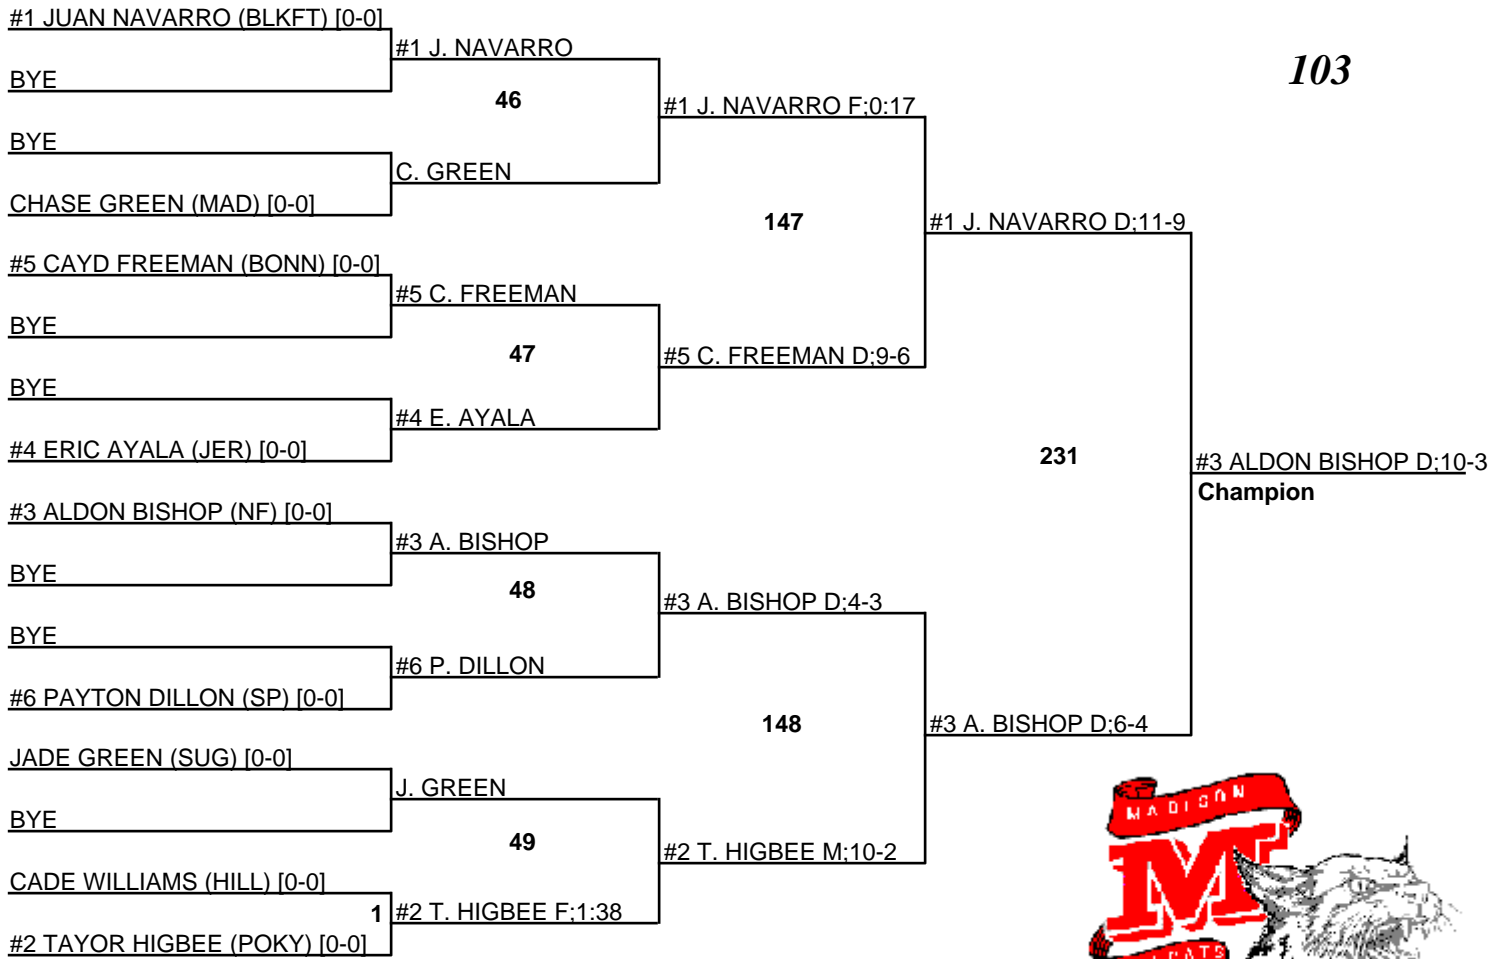 #1 JUAN NAVARRO (BLKFT) [0-0]
#1 J. NAVARRO
BYE
103
46
#1 J. NAVARRO F;0:17
BYE
C. GREEN
CHASE GREEN (MAD) [0-0]
147
#1 J. NAVARRO D;11-9
#5 CAYD FREEMAN (BONN) [0-0]
#5 C. FREEMAN
BYE
47
#5 C. FREEMAN D;9-6
BYE
#4 E. AYALA
#4 ERIC AYALA (JER) [0-0]
231
#3 ALDON BISHOP D;10-3
Champion
#3 ALDON BISHOP (NF) [0-0]
#3 A. BISHOP
BYE
48
#3 A. BISHOP D;4-3
BYE
#6 P. DILLON
#6 PAYTON DILLON (SP) [0-0]
148
#3 A. BISHOP D;6-4
JADE GREEN (SUG) [0-0]
J. GREEN
BYE
49
#2 T. HIGBEE M;10-2
CADE WILLIAMS (HILL) [0-0]
1
#2 T. HIGBEE F;1:38
#2 TAYOR HIGBEE (POKY) [0-0]
MADISON
M